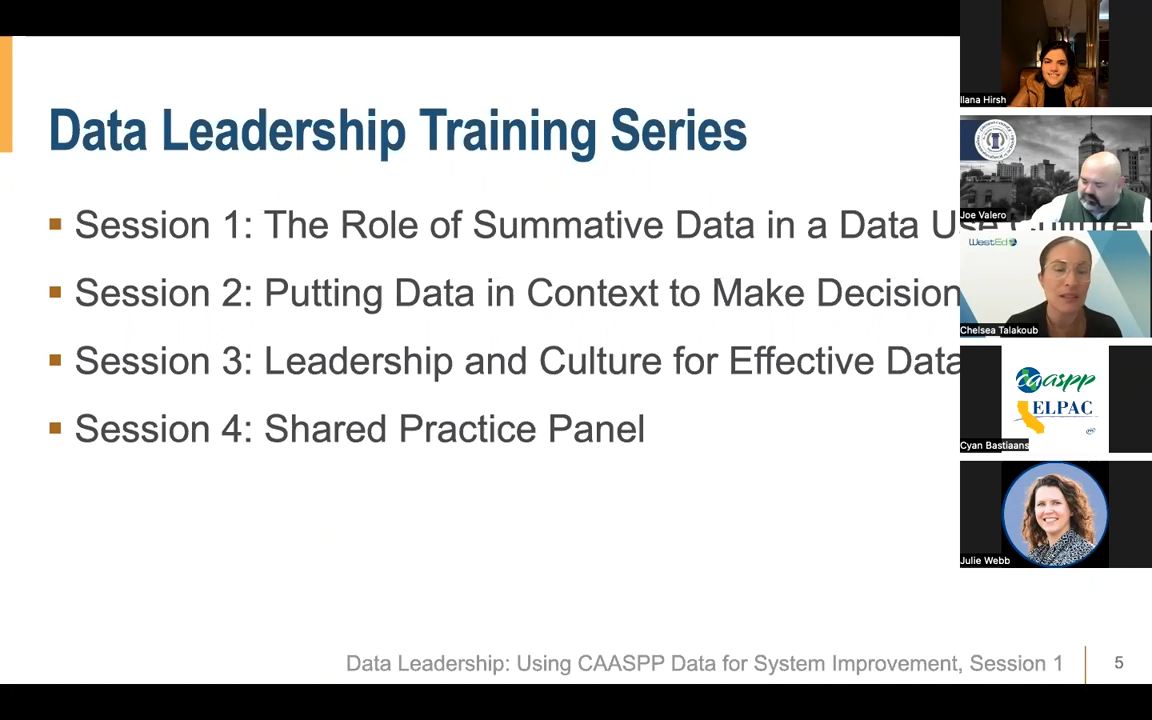 Data Leadership Training Series
Session 1: The Role of Summative Data in a Data Use Culture
Session 2: Putting Data in Context to Make Decision
Session 3: Leadership and Culture for Effective Data
Session 4: Shared Practice Panel
Data Leadership: Using CAASPP Data for System Improvement, Session 1
5
Ilana Hirsh
Joe Valero
WestEd
Chelsea Talakoub
caaspp
ELPAC
Cyan Bastiaans
Julie Webb